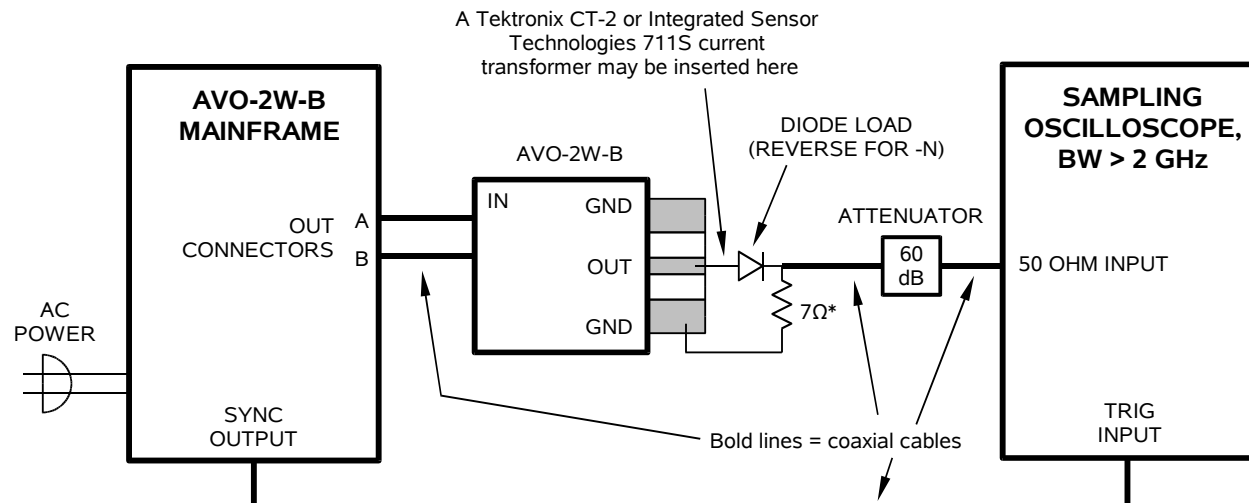 A Tektronix CT-2 or Integrated Sensor
Technologies 711S current
transformer may be inserted here
AVO-2W-B
MAINFRAME
SAMPLING
OSCILLOSCOPE,
BW > 2 GHz
DIODE LOAD
(REVERSE FOR -N)
AVO-2W-B
IN
GND
OUT
GND
OUT
CONNECTORS
A
B
ATTENUATOR
60
dB
50 OHM INPUT
7Ω*
AC
POWER
SYNC
OUTPUT
Bold lines = coaxial cables
TRIG
INPUT